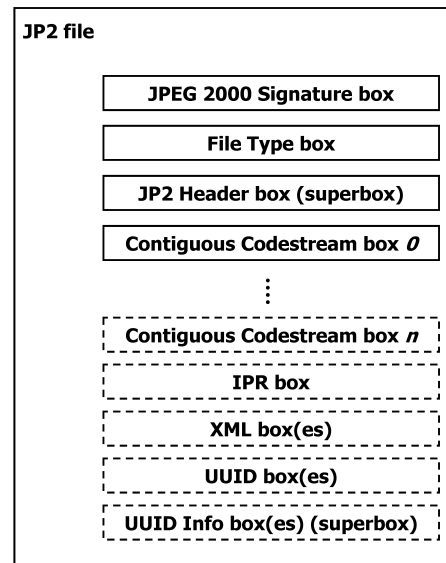 JP2 file
JPEG 2000 Signature box
File Type box
JP2 Header box (superbox)
Contiguous Codestream box 0
Contiguous Codestream box n
IPR box
XML box(es)
UUID box(es)
UUID Info box(es) (superbox)